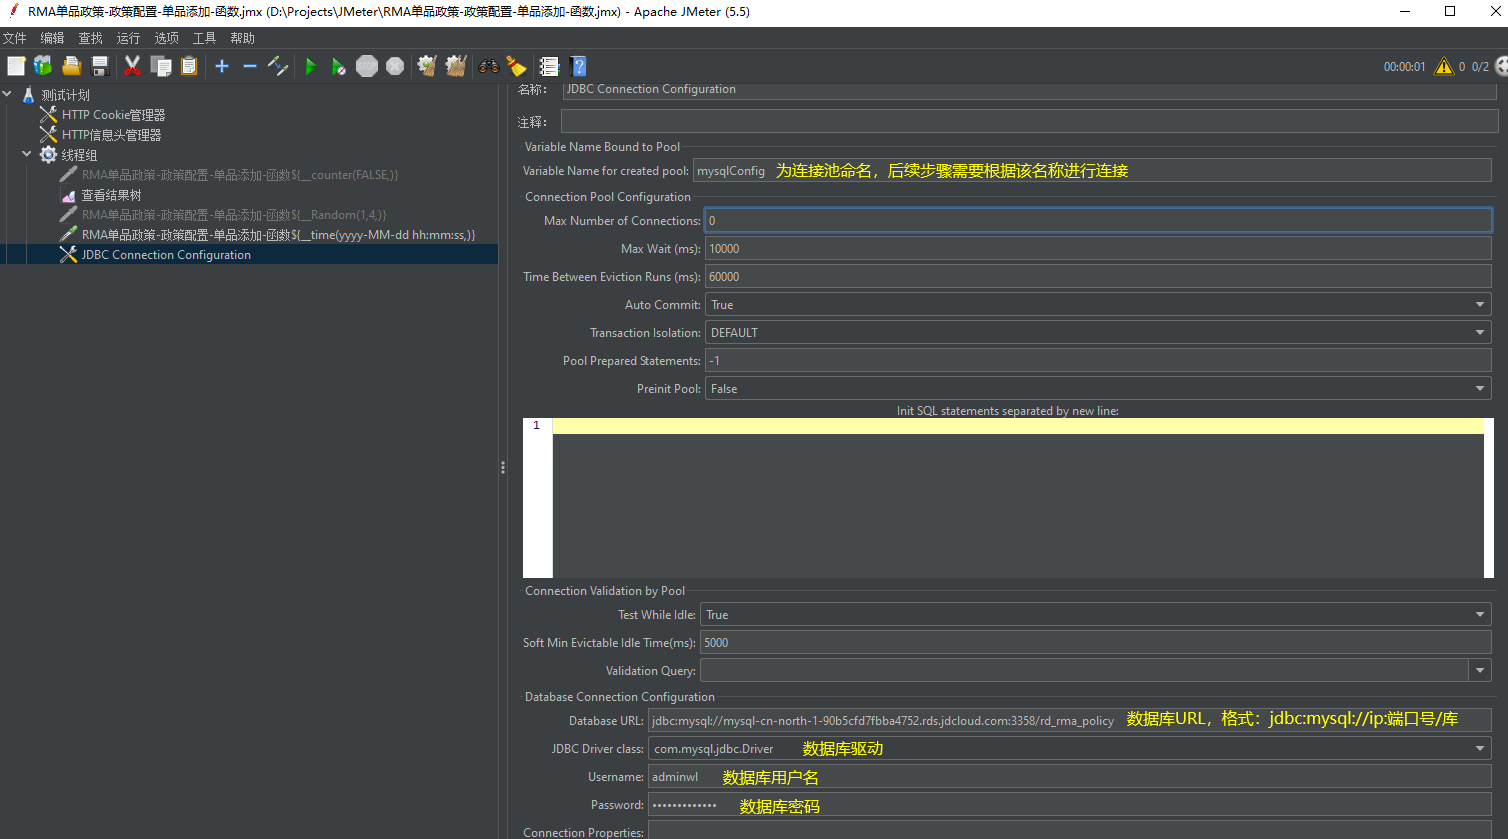 RMA单品政策-政策配置-单品添加-函数.jmx (D:\Projects\JMeter\RMA单品政策-政策配置-单品添加-函数.jmx) - Apache JMeter (5.5)
文件 编辑 查找 运行 选项 工具 帮助
STOP
00:00:01 0 0/2
测试计划
HTTP Cookie管理器
HTTP信息头管理器
线程组
RMA单品政策-政策配置-单品添加-函数${__counter(FALSE,)}
查看结果树
RMA单品政策-政策配置-单品添加-函数${__Random(1,4,)}
RMA单品政策-政策配置-单品添加-函数${__time(yyyy-MM-dd hh:mm:ss,)}
JDBC Connection Configuration
名称: JDBC Connection Configuration
注释:
Variable Name Bound to Pool
Variable Name for created pool: mysqlConfig 为连接池命名，后续步骤需要根据该名称进行连接
Connection Pool Configuration
Max Number of Connections: 0
Max Wait (ms): 10000
Time Between Eviction Runs (ms): 60000
Auto Commit: True
Transaction Isolation: DEFAULT
Pool Prepared Statements: -1
Preinit Pool: False
Init SQL statements separated by new line:
1
Connection Validation by Pool
Test While Idle: True
Soft Min Evictable Idle Time(ms): 5000
Validation Query:
Database Connection Configuration
Database URL: jdbc:mysql://mysql-cn-north-1-90b5cfd7fbba4752.rds.jdcloud.com:3358/rd_rma_policy 数据库URL，格式：jdbc:mysql://ip:端口号/库
JDBC Driver class: com.mysql.jdbc.Driver 数据库驱动
Username: adminwl 数据库用户名
Password: ••••••••••••• 数据库密码
Connection Properties: